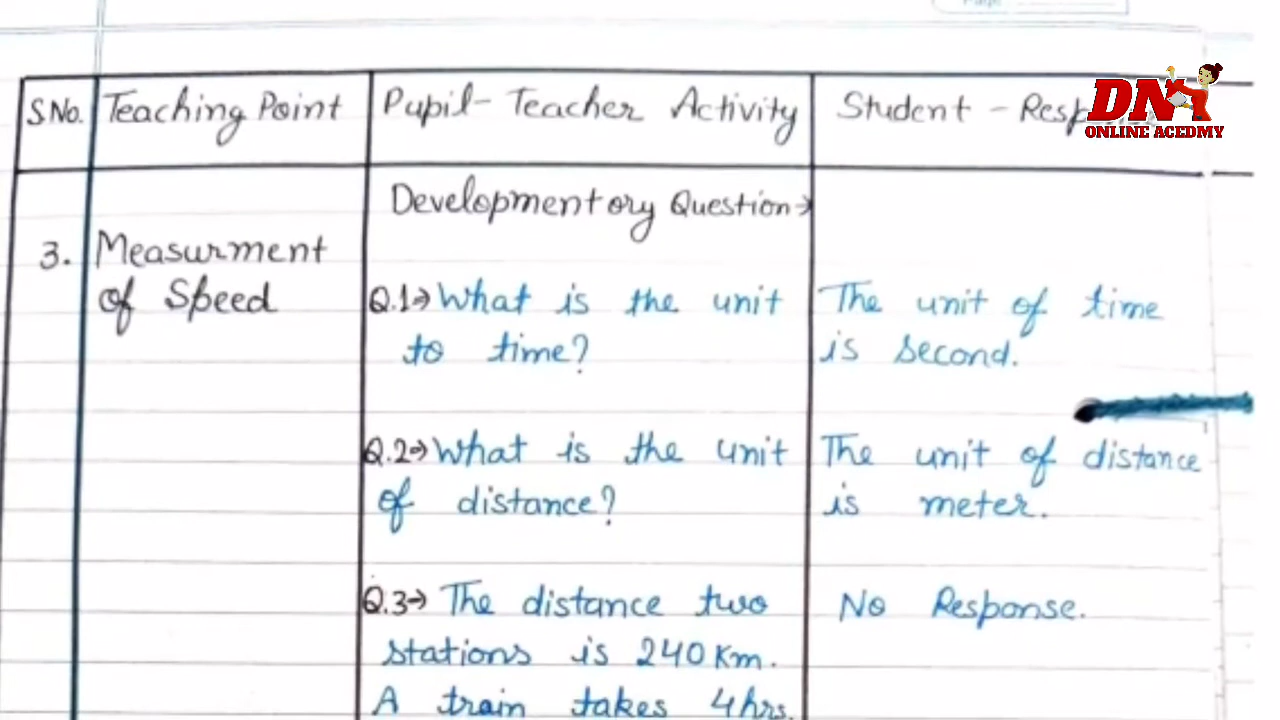 S.No. Teaching Point Pupil-Teacher Activity Student-
DN
ONLINE ACEDMY
Developmentory Question→
3. Measurment
of Speed
Q.1→ What is the unit
to time?
The unit of time
is second.
Q.2→ What is the unit
of distance?
The unit of distance
is meter.
Q.3→ The distance two
stations is 240 Km.
A train takes 4hrs.
No Response.